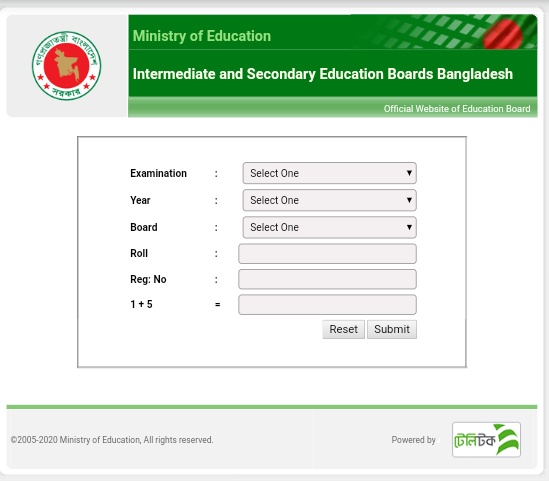 গণপ্রজাতন্ত্রী বাংলাদেশ
সরকার
Ministry of Education
Intermediate and Secondary Education Boards Bangladesh
Official Website of Education Board
Examination : Select One
Year : Select One
Board : Select One
Roll :
Reg: No :
1 + 5 =
Reset Submit
©2005-2020 Ministry of Education, All rights reserved.
Powered by টেলিটক